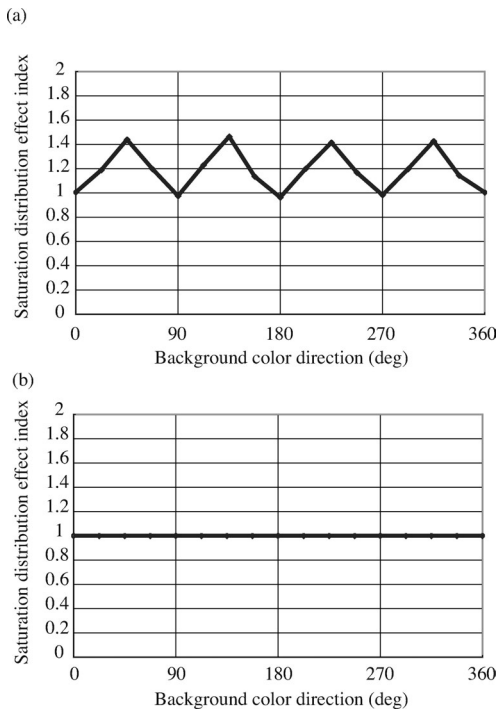 (a)
Saturation distribution effect index
2
1.8
1.6
1.4
1.2
1
0.8
0.6
0.4
0.2
0
0 90 180 270 360
Background color direction (deg)
(b)
Saturation distribution effect index
2
1.8
1.6
1.4
1.2
1
0.8
0.6
0.4
0.2
0
0 90 180 270 360
Background color direction (deg)